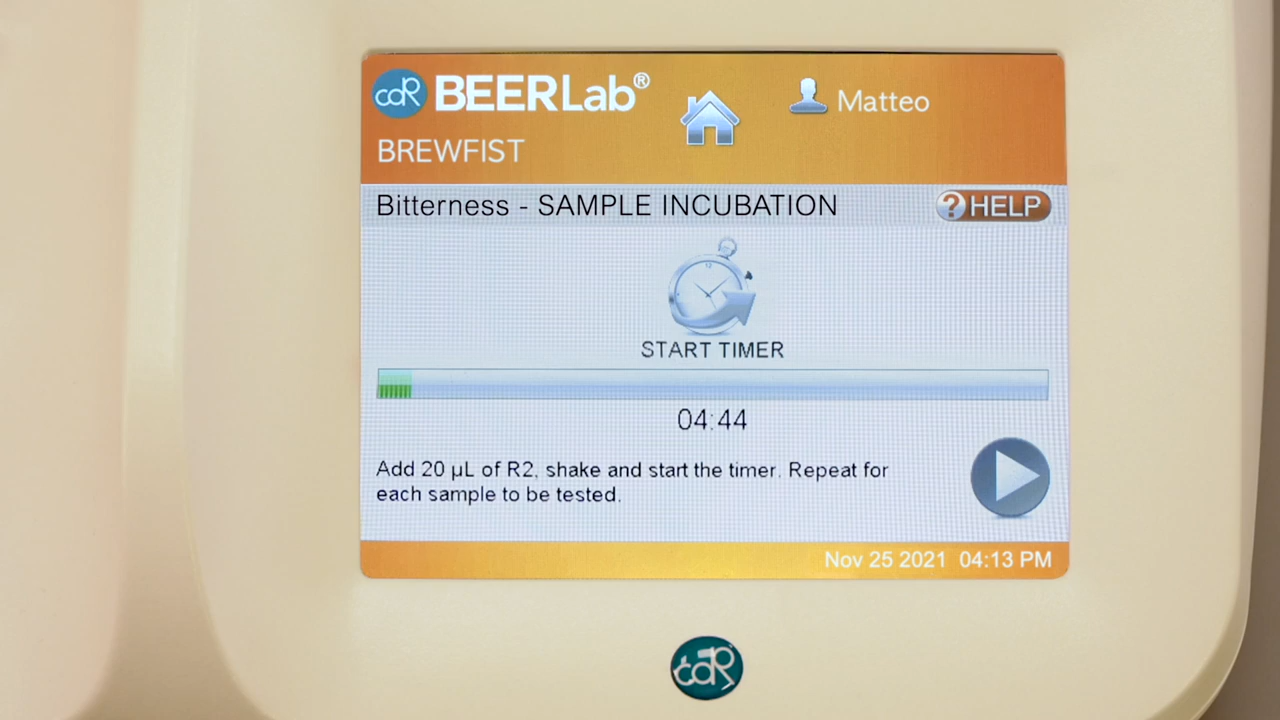 cdR BEERLab®
Matteo
BREWFIST
Bitterness - SAMPLE INCUBATION
? HELP
START TIMER
04:44
Add 20 µL of R2, shake and start the timer. Repeat for
each sample to be tested.
Nov 25 2021 04:13 PM
cdR